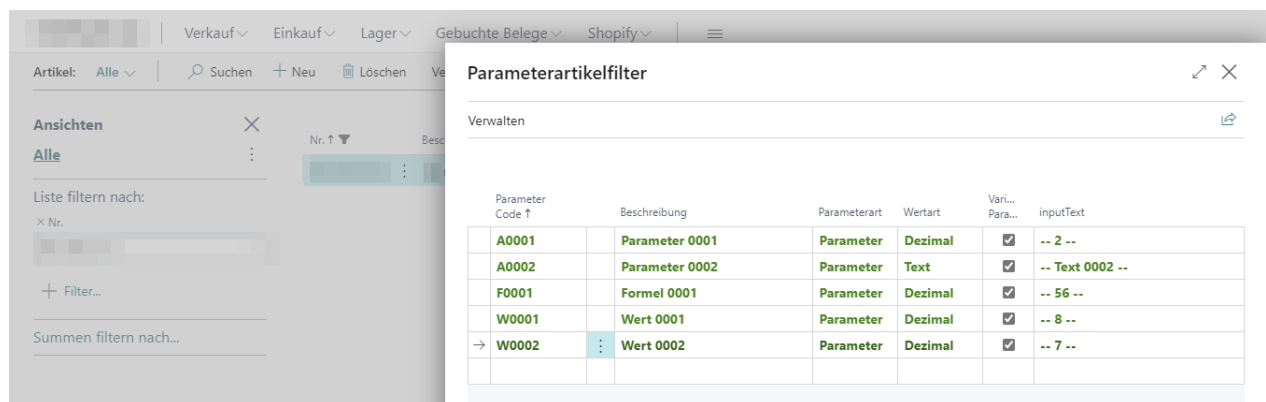 Verkauf Einkauf Lager Gebuchte Belege Shopify
Artikel: Alle Suchen + Neu Löschen Ve
Parameterartikelfilter
Verwalten
Ansichten
Alle
Liste filtern nach:
× Nr.
+ Filter...
Summen filtern nach...
Nr. ↑ Besc
Parameter Code ↑ Beschreibung Parameterart Wertart Vari... Para... inputText
A0001 Parameter 0001 Parameter Dezimal -- 2 --
A0002 Parameter 0002 Parameter Text -- Text 0002 --
F0001 Formel 0001 Parameter Dezimal -- 56 --
W0001 Wert 0001 Parameter Dezimal -- 8 --
→ W0002 Wert 0002 Parameter Dezimal -- 7 --